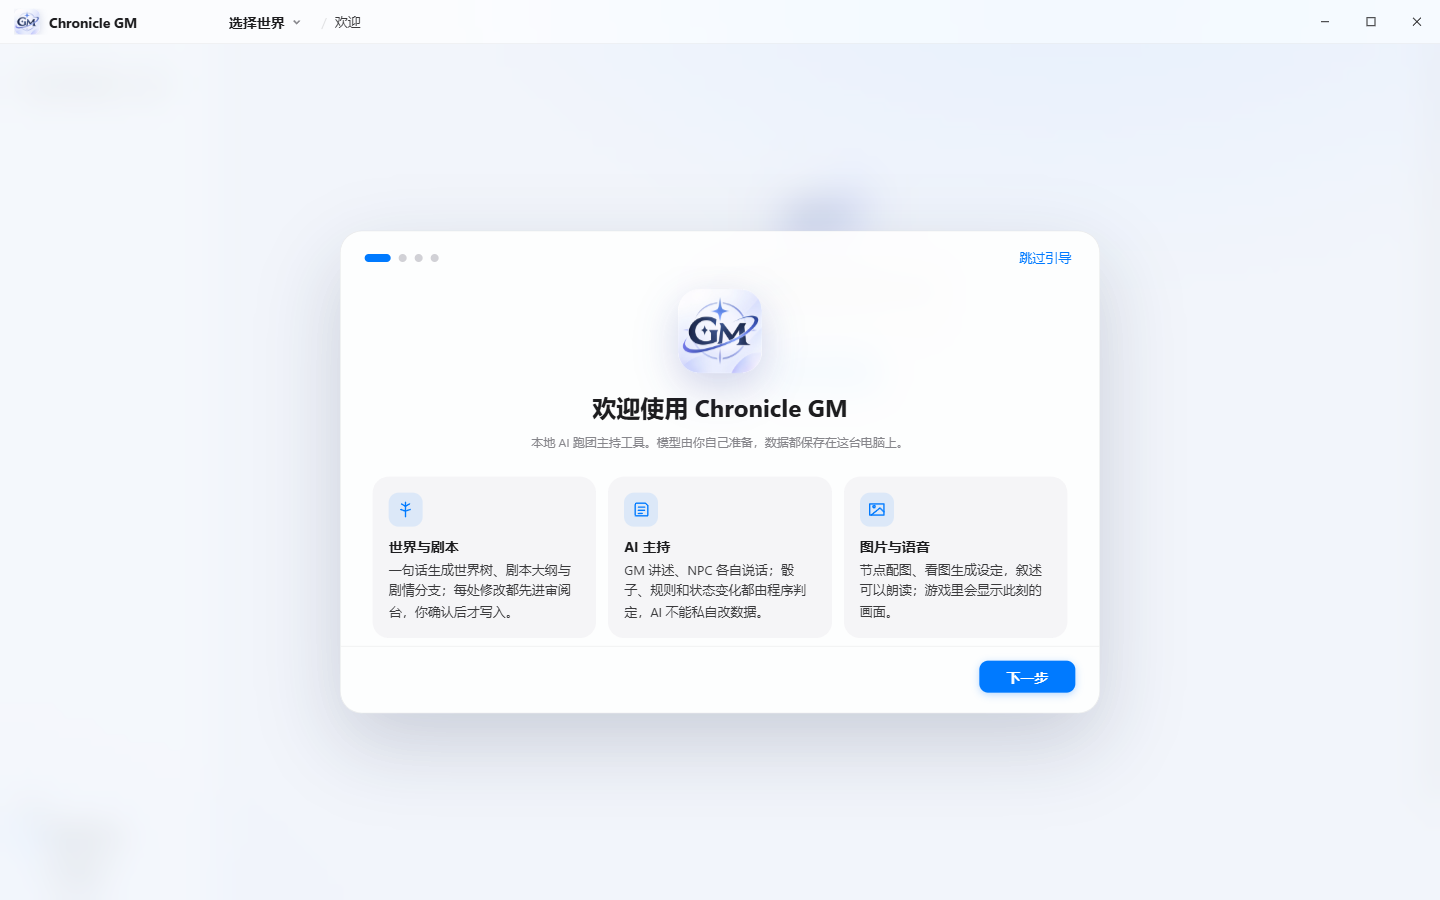 GM Chronicle GM 选择世界 / 欢迎
跳过引导
GM
欢迎使用 Chronicle GM
本地 AI 跑团主持工具。模型由你自己准备，数据都保存在这台电脑上。
世界与剧本
一句话生成世界树、剧本大纲与
剧情分支；每处修改都先进审阅
台，你确认后才写入。
AI 主持
GM 讲述、NPC 各自说话；骰
子、规则和状态变化都由程序判
定，AI 不能私自改数据。
图片与语音
节点配图、看图生成设定，叙述
可以朗读；游戏里会显示此刻的
画面。
下一步